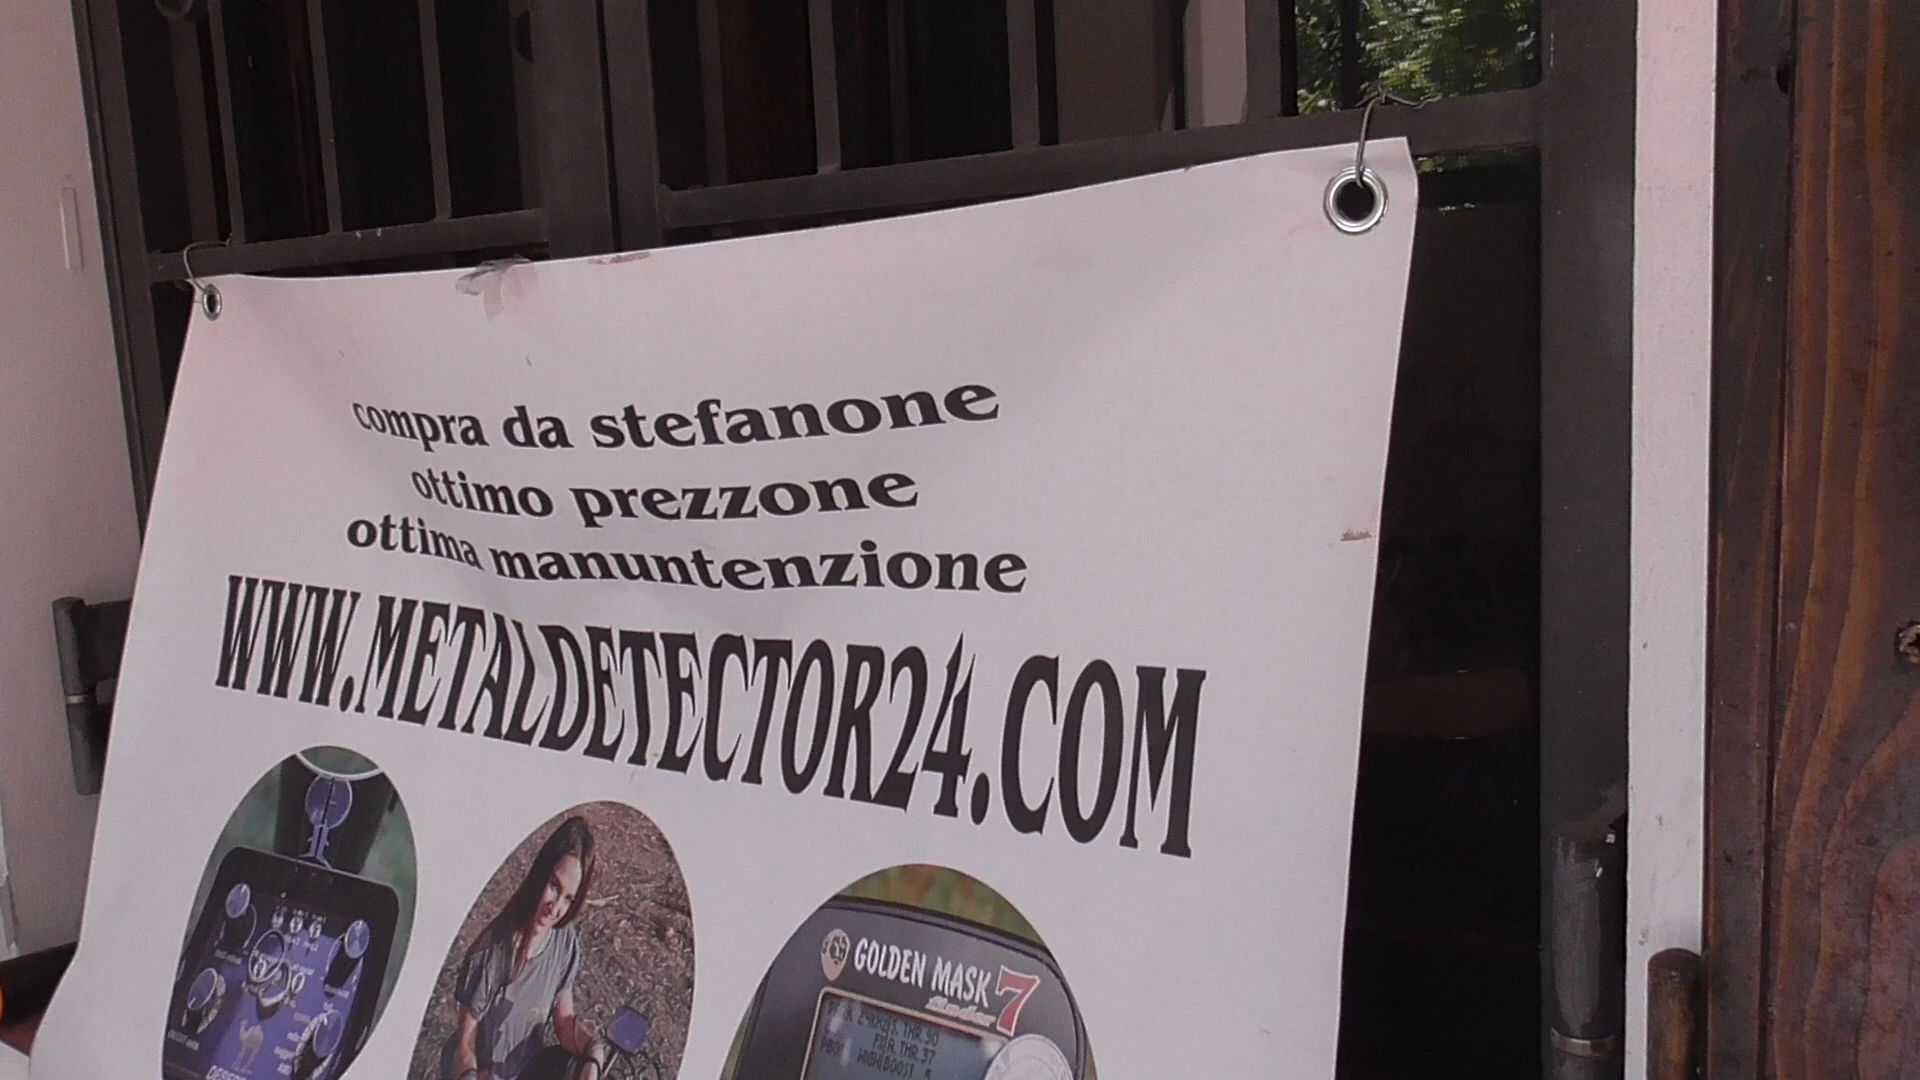 compra da stefanone
ottimo prezzone
ottima manuntenzione
WWW.METALDETECTOR24.COM
GOLDEN MASK 7